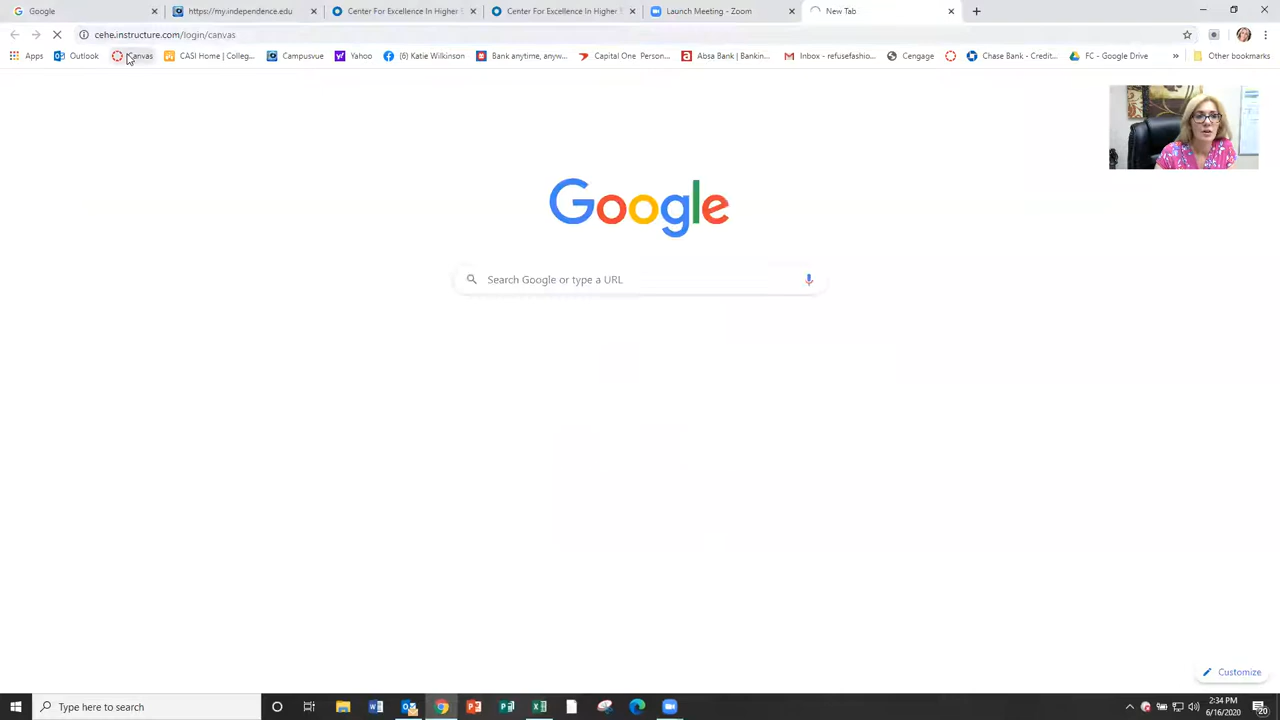 Google
https://my.independence.edu
Center For Excellence In Higher S
Center For Excellence In Higher S
Launch Meeting - Zoom
New Tab
cehe.instructure.com/login/canvas
Apps
Outlook
Canvas
CASI Home | Colleg...
Campusvue
Yahoo
(6) Katie Wilkinson
Bank anytime, anyw...
Capital One Person...
Absa Bank | Bankin...
Inbox - refusefashio...
Cengage
Chase Bank - Credit...
FC - Google Drive
»
Other bookmarks
Google
Search Google or type a URL
Customize
Type here to search
2:34 PM
6/16/2020
20